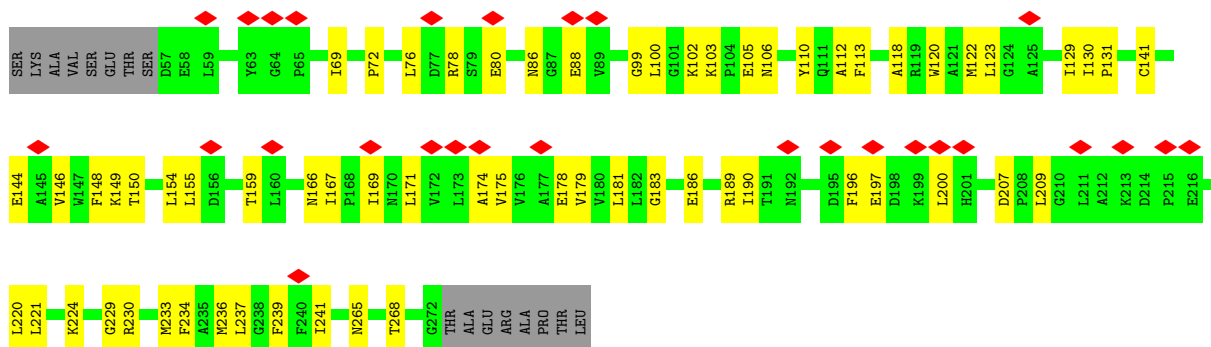 SER LYS ALA VAL SER GLU THR SER D57 E58 L59 Y63 G64 P65 I69 P72 L76 D77 R78 S79 E80 N86 G87 E88 V89 G99 L100 G101 K102 K103 P104 E105 N106 Y110 Q111 A112 F113 A118 R119 W120 A121 M122 L123 G124 A125 I129 I130 P131 C141
E144 A145 V146 W147 F148 K149 T150 L154 L155 D156 T159 L160 N166 I167 P168 I169 N170 L171 V172 L173 A174 V175 V176 A177 E178 V179 V180 L181 L182 G183 E186 R189 I190 T191 N192 D195 F196 E197 D198 K199 L200 H201 D207 P208 L209 G210 L211 A212 K213 D214 P215 E216
L220 L221 K224 G229 R230 M233 F234 A235 M236 L237 G238 F239 F240 I241 N265 T268 G272 THR ALA GLU ARG ALA PRO THR LEU